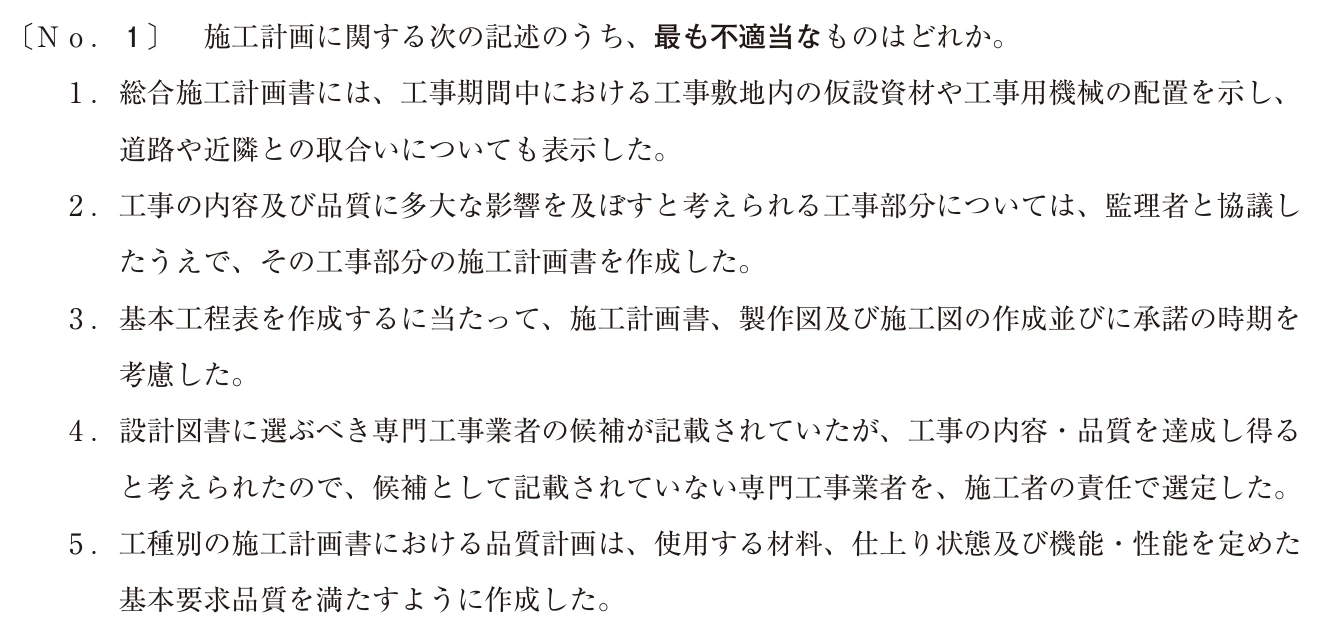 〔Ｎｏ．１〕　施工計画に関する次の記述のうち、最も不適当なものはどれか。
１．総合施工計画書には、工事期間中における工事敷地内の仮設資材や工事用機械の配置を示し、
道路や近隣との取合いについても表示した。
２．工事の内容及び品質に多大な影響を及ぼすと考えられる工事部分については、監理者と協議し
たうえで、その工事部分の施工計画書を作成した。
３．基本工程表を作成するに当たって、施工計画書、製作図及び施工図の作成並びに承諾の時期を
考慮した。
４．設計図書に選ぶべき専門工事業者の候補が記載されていたが、工事の内容・品質を達成し得る
と考えられたので、候補として記載されていない専門工事業者を、施工者の責任で選定した。
５．工種別の施工計画書における品質計画は、使用する材料、仕上り状態及び機能・性能を定めた
基本要求品質を満たすように作成した。